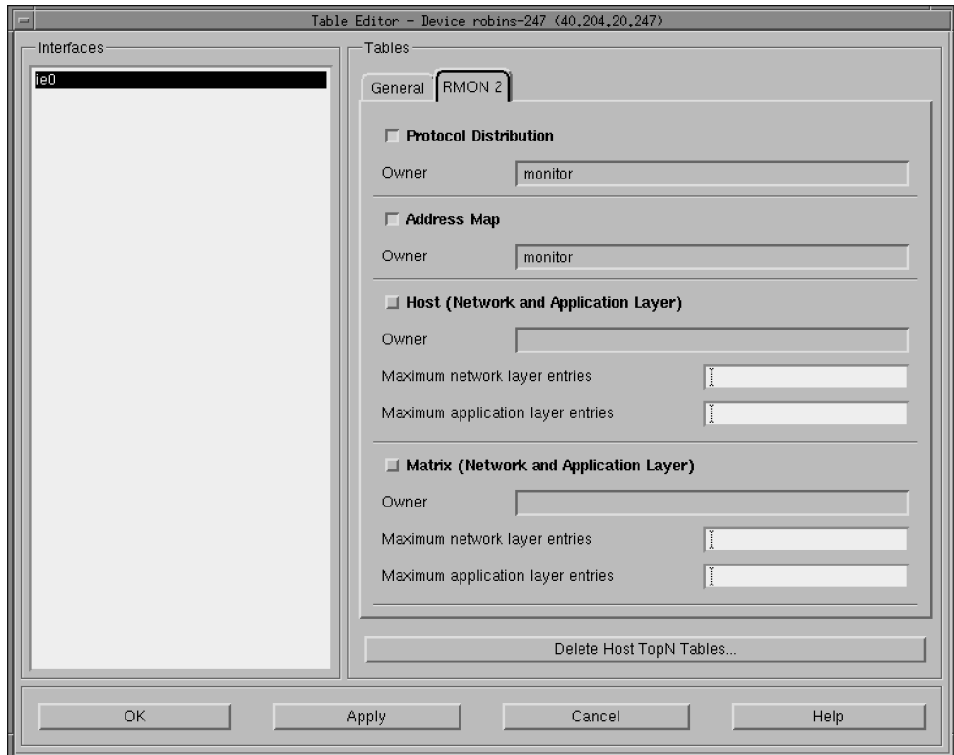 Table Editor - Device robins-247 (40.204.20.247)
Interfaces
ie0
Tables
General RMON 2
Protocol Distribution
Owner monitor
Address Map
Owner monitor
Host (Network and Application Layer)
Owner
Maximum network layer entries
Maximum application layer entries
Matrix (Network and Application Layer)
Owner
Maximum network layer entries
Maximum application layer entries
Delete Host TopN Tables...
OK Apply Cancel Help